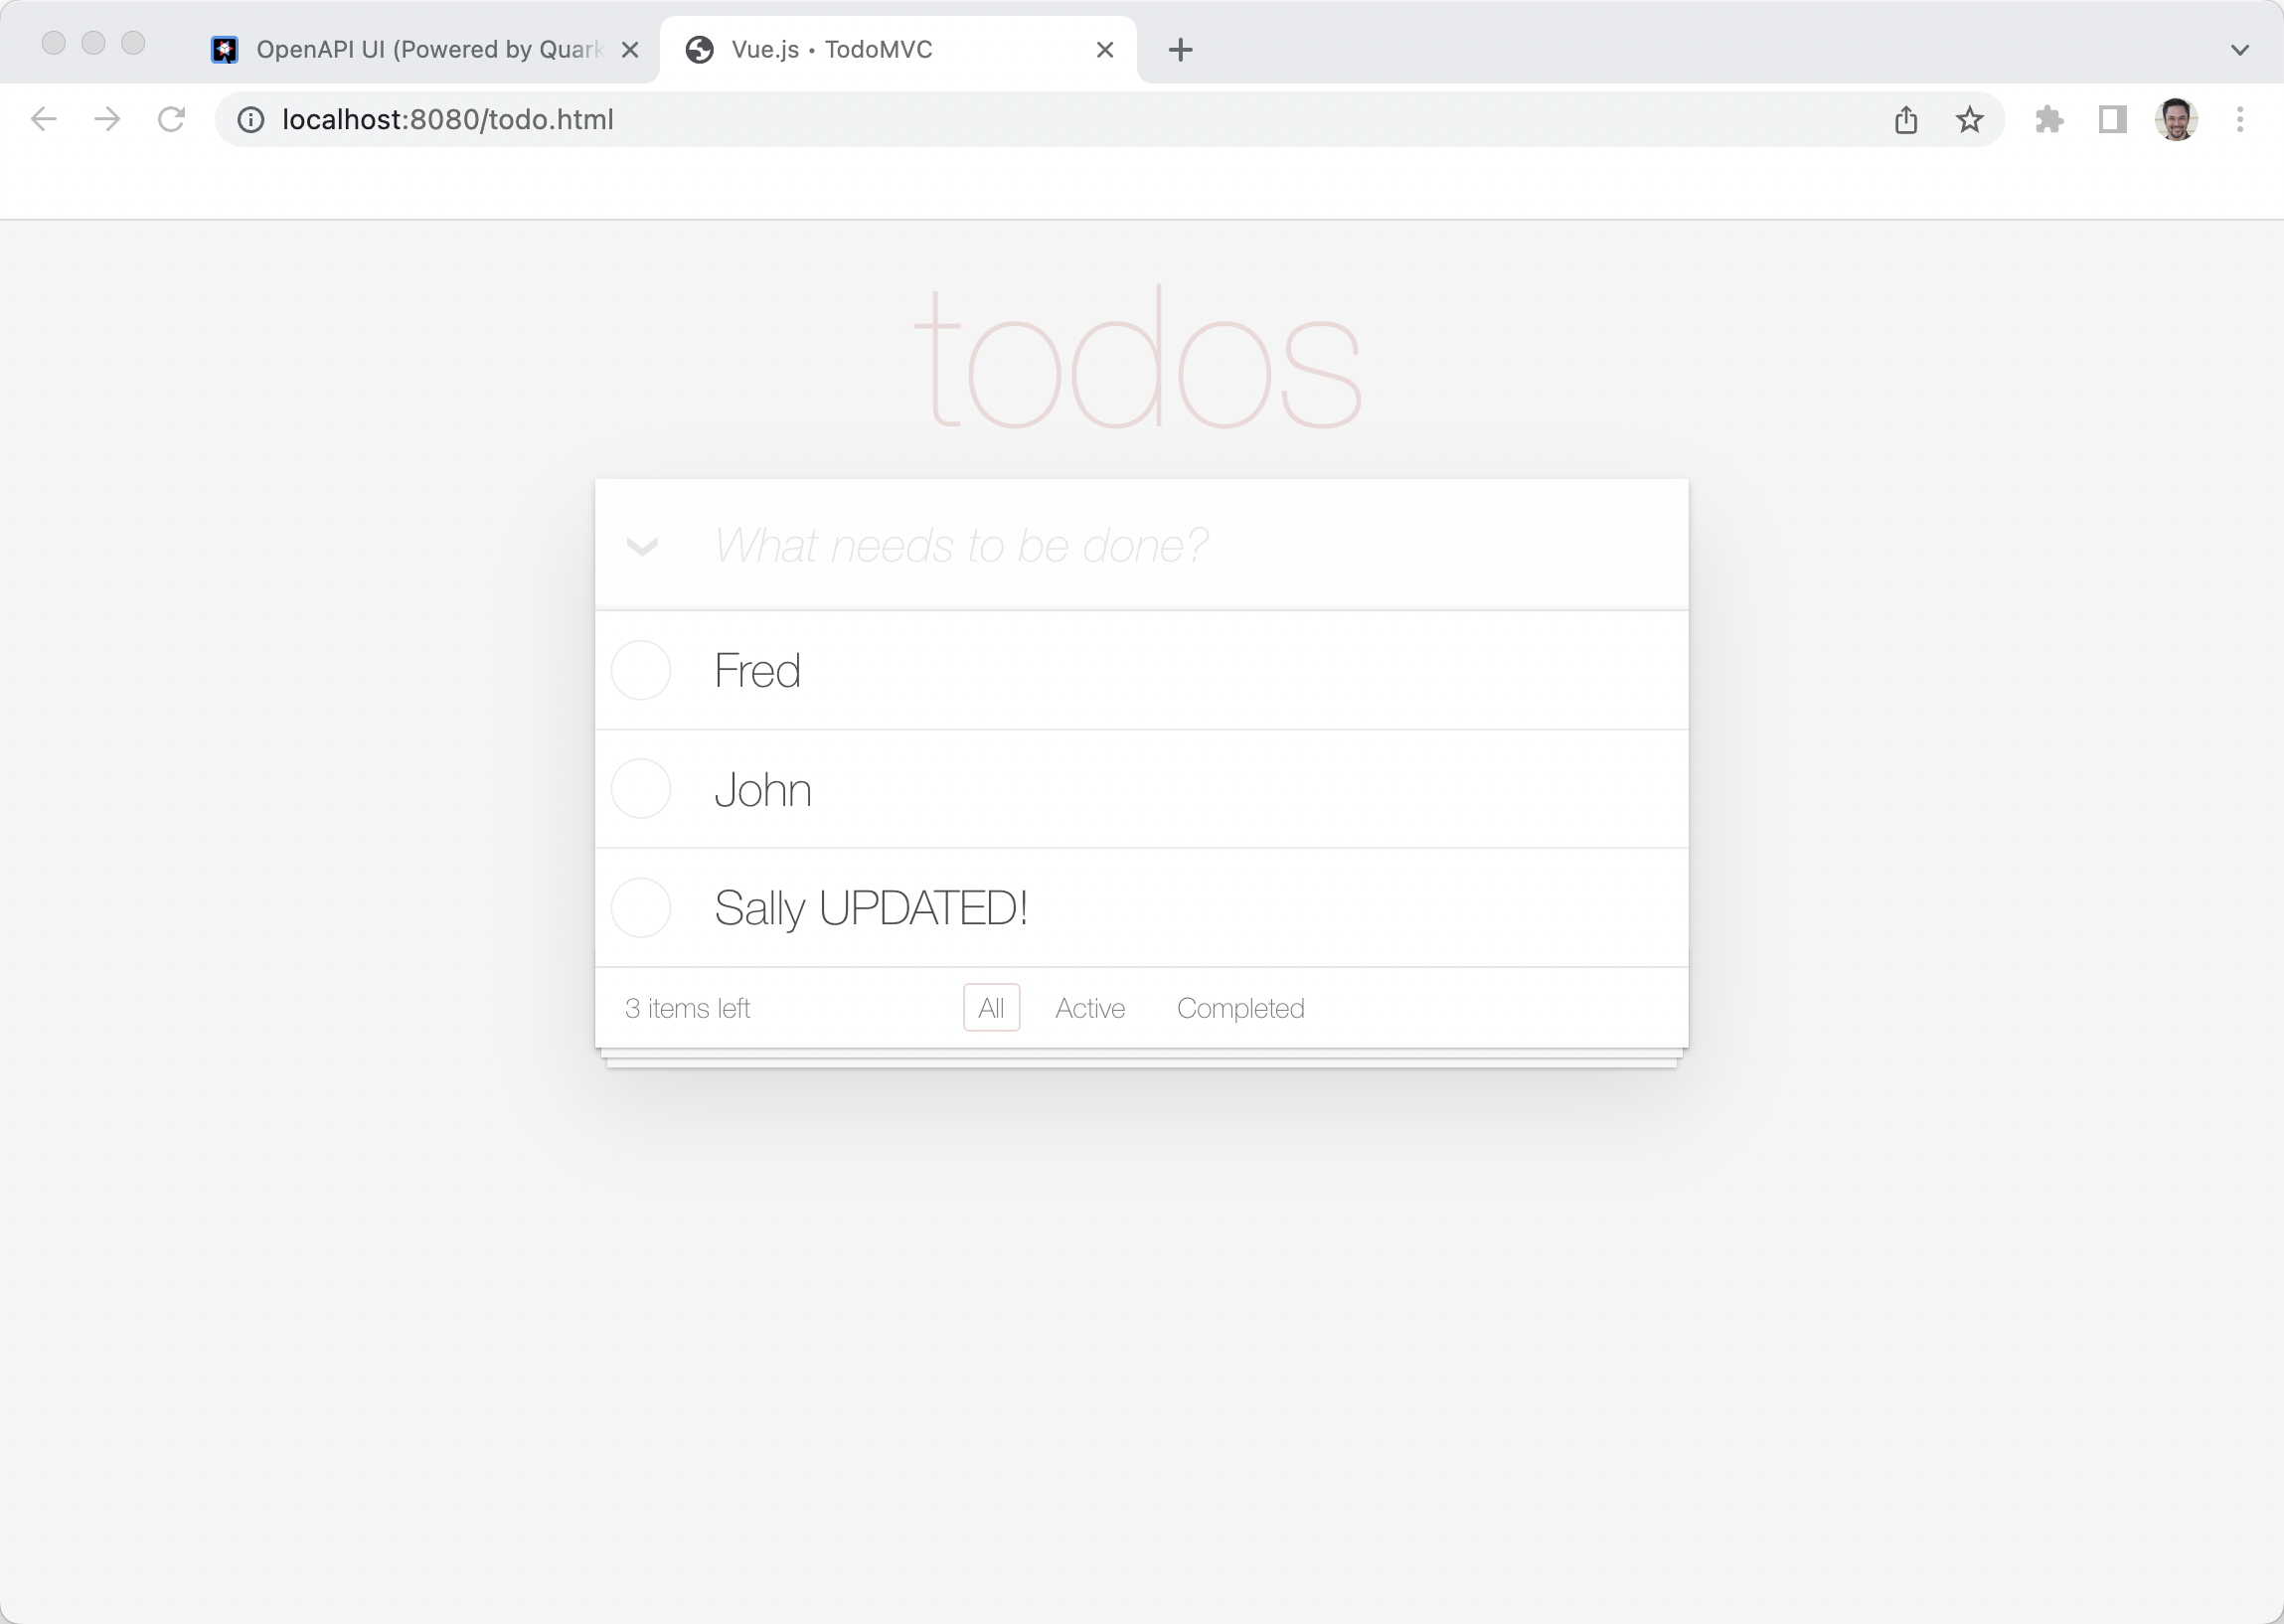 OpenAPI UI (Powered by Quark
Vue.js • TodoMVC
localhost:8080/todo.html
todos
What needs to be done?
Fred
John
Sally UPDATED!
3 items left
All
Active
Completed